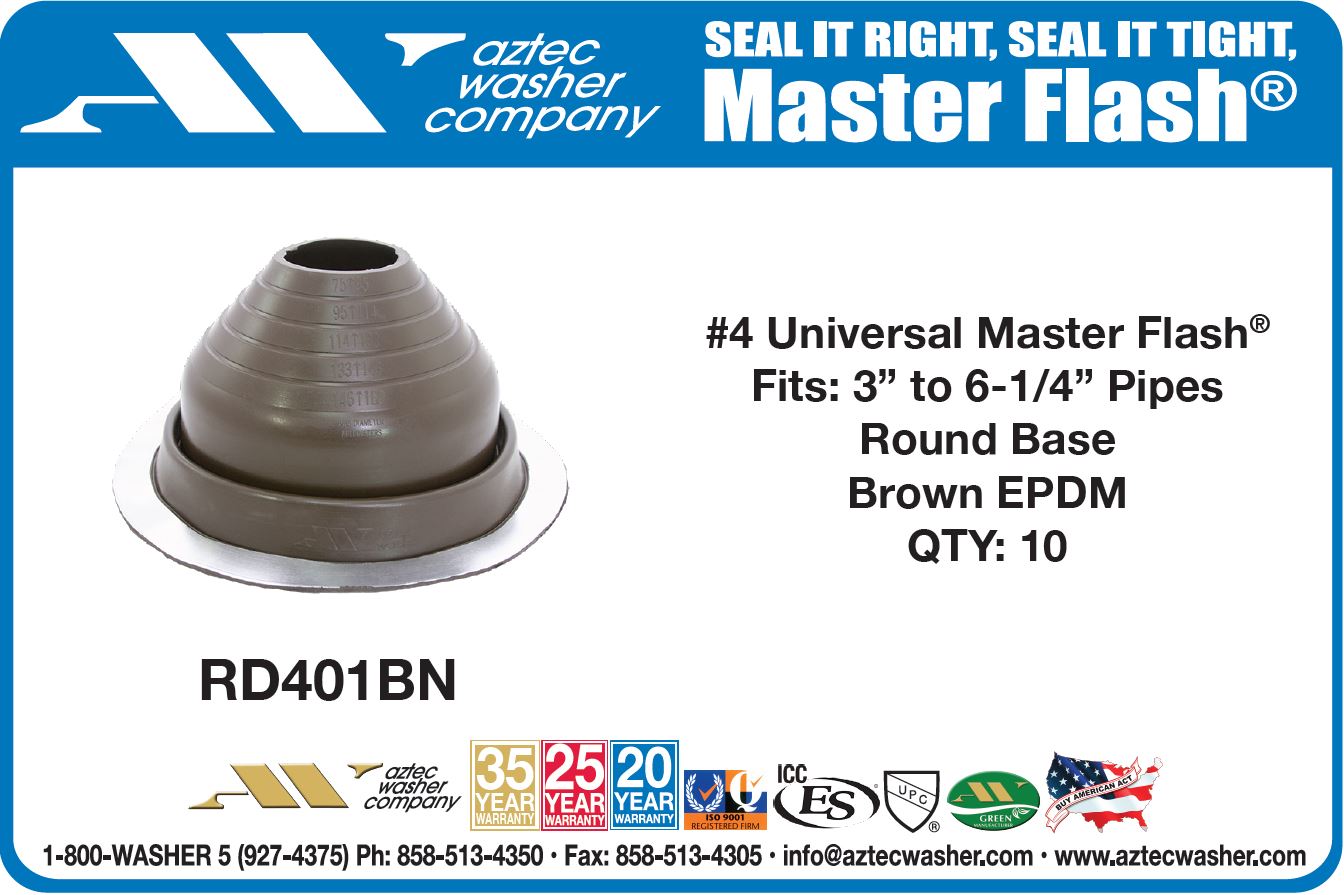 aztec
washer
company
SEAL IT RIGHT, SEAL IT TIGHT,
Master Flash®
#4 Universal Master Flash®
Fits: 3” to 6-1/4” Pipes
Round Base
Brown EPDM
QTY: 10
RD401BN
aztec
washer
company
35
YEAR
WARRANTY
25
YEAR
WARRANTY
20
YEAR
WARRANTY
Q
ISO 9001
REGISTERED FIRM
ICC
ES
®
UPC
®
GREEN
MANUFACTURER
BUY AMERICAN ACT
1-800-WASHER 5 (927-4375) Ph: 858-513-4350 · Fax: 858-513-4305 · info@aztecwasher.com · www.aztecwasher.com